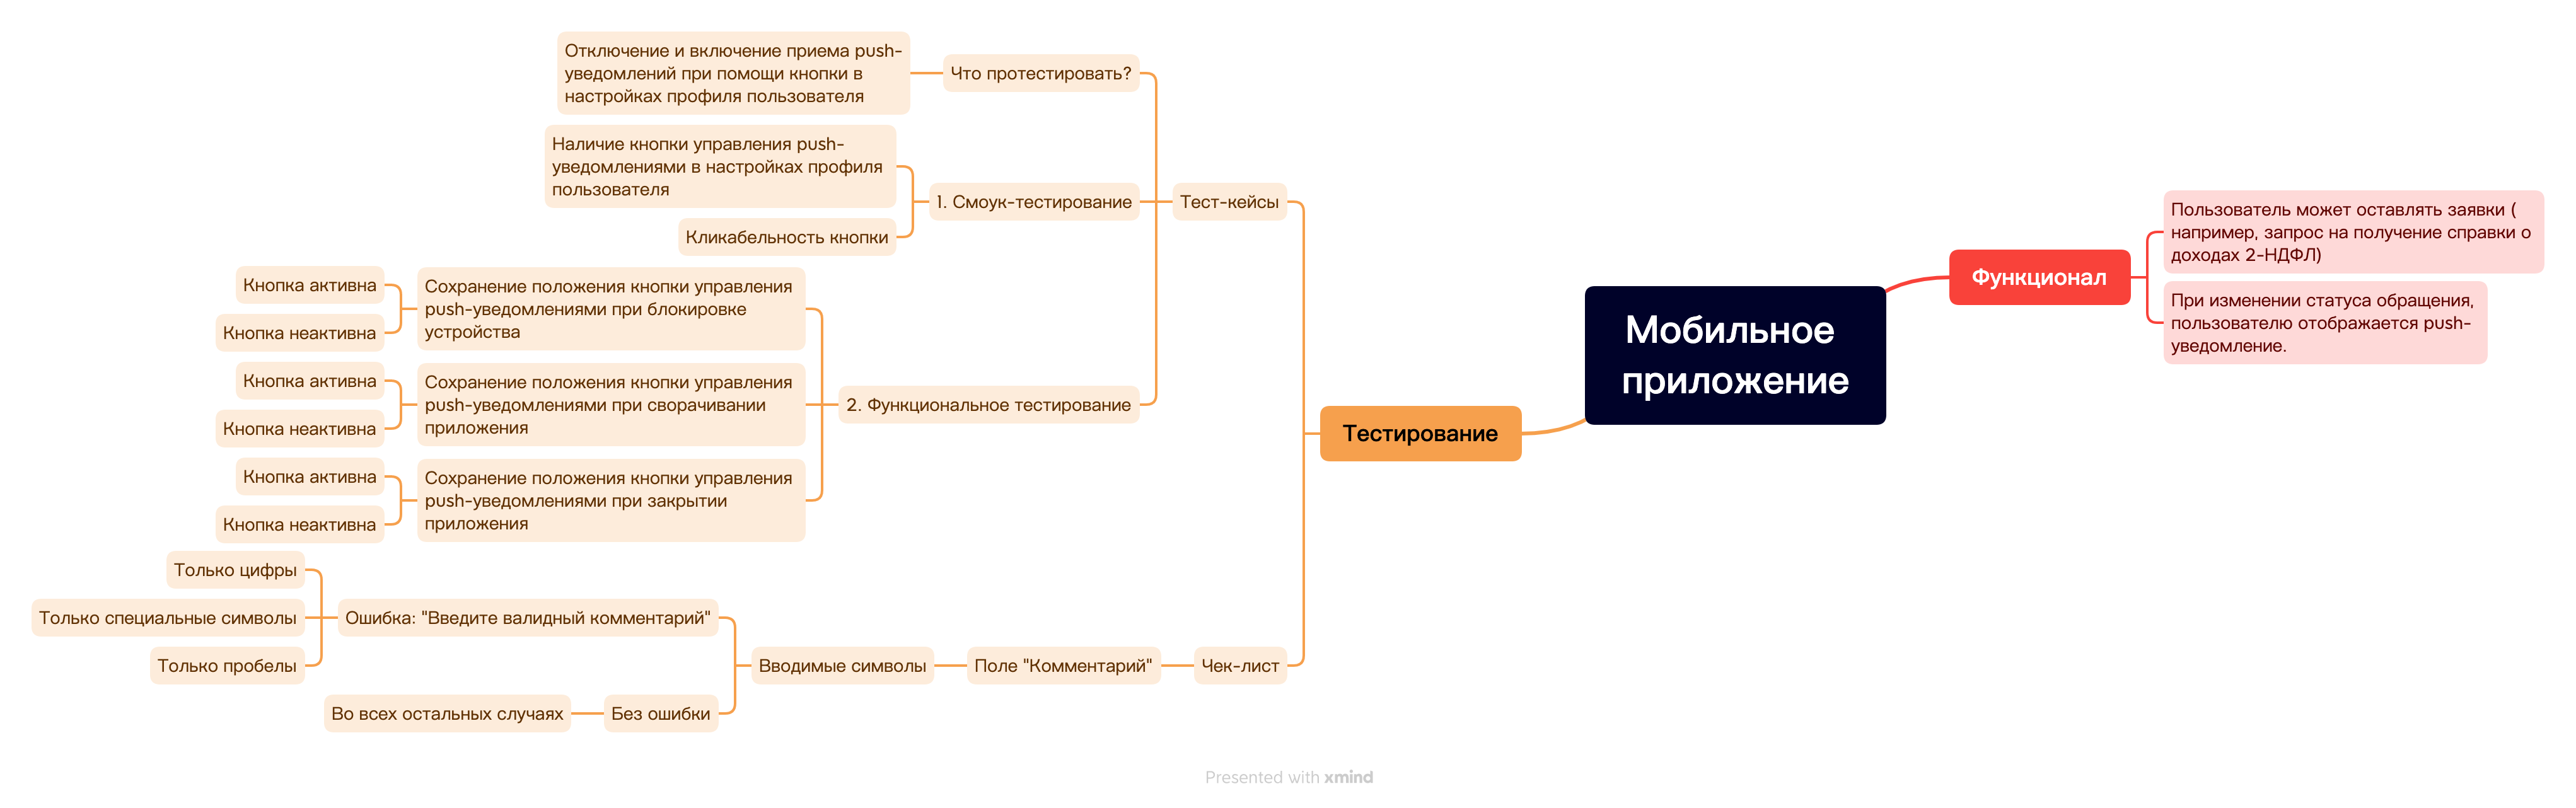 Мобильное
приложение
Функционал
Пользователь может оставлять заявки (
например, запрос на получение справки о
доходах 2-НДФЛ)
При изменении статуса обращения,
пользователю отображается push-
уведомление.
Тестирование
Тест-кейсы
Что протестировать?
Отключение и включение приема push-
уведомлений при помощи кнопки в
настройках профиля пользователя
1. Смоук-тестирование
Наличие кнопки управления push-
уведомлениями в настройках профиля
пользователя
Кликабельность кнопки
2. Функциональное тестирование
Сохранение положения кнопки управления
push-уведомлениями при блокировке
устройства
Кнопка активна
Кнопка неактивна
Сохранение положения кнопки управления
push-уведомлениями при сворачивании
приложения
Кнопка активна
Кнопка неактивна
Сохранение положения кнопки управления
push-уведомлениями при закрытии
приложения
Кнопка активна
Кнопка неактивна
Чек-лист
Поле "Комментарий"
Вводимые символы
Ошибка: "Введите валидный комментарий"
Только цифры
Только специальные символы
Только пробелы
Без ошибки
Во всех остальных случаях
Presented with xmind